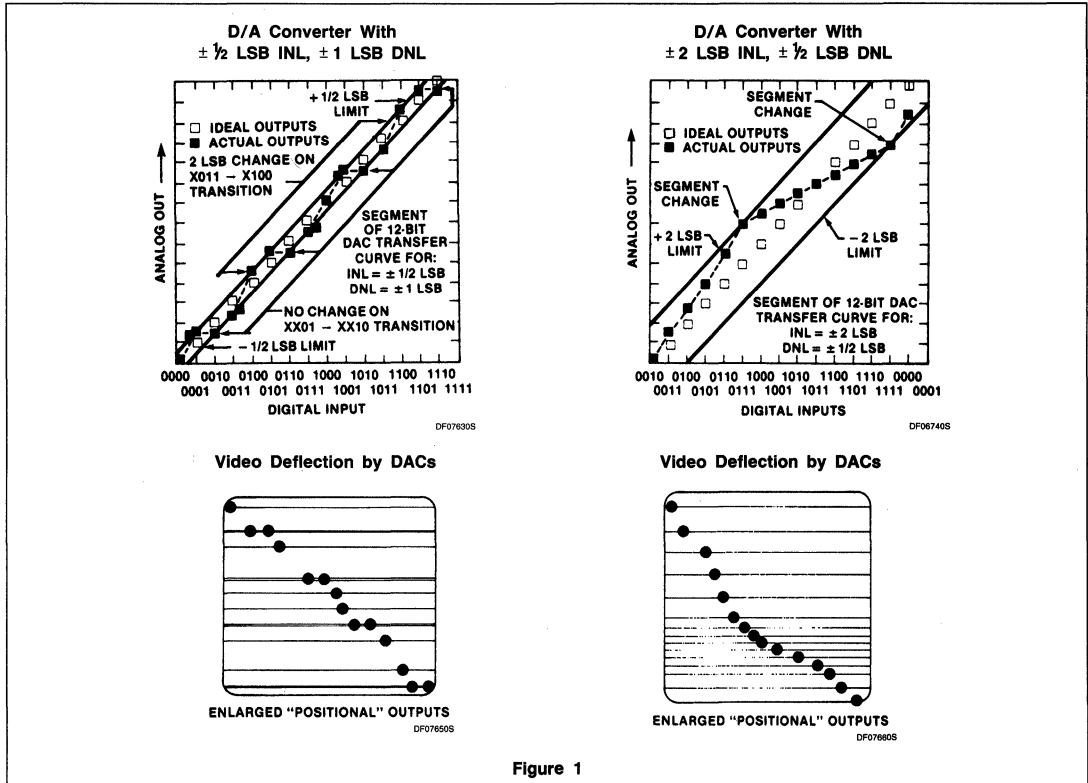 D/A Converter With
± ½ LSB INL, ± 1 LSB DNL
+ 1/2 LSB
LIMIT
□ IDEAL OUTPUTS
■ ACTUAL OUTPUTS
2 LSB CHANGE ON
X011 – X100
TRANSITION
ANALOG OUT
SEGMENT
OF 12-BIT
DAC TRANSFER
CURVE FOR:
INL = ± 1/2 LSB
DNL = ± 1 LSB
NO CHANGE ON
XX01 – XX10 TRANSITION
– 1/2 LSB LIMIT
0000 0010 0100 0110 1000 1010 1100 1110
0001 0011 0101 0111 1001 1011 1101 1111
DIGITAL INPUT
DF07630S
D/A Converter With
± 2 LSB INL, ± ½ LSB DNL
SEGMENT
CHANGE
□ IDEAL OUTPUTS
■ ACTUAL OUTPUTS
SEGMENT
CHANGE
ANALOG OUT
+ 2 LSB
LIMIT
– 2 LSB
LIMIT
SEGMENT OF 12-BIT DAC
TRANSFER CURVE FOR:
INL = ± 2 LSB
DNL = ± 1/2 LSB
0010 0100 0110 1000 1010 1100 1110 0000
0011 0101 0111 1001 1011 1101 1111 0001
DIGITAL INPUTS
DF06740S
Video Deflection by DACs
ENLARGED "POSITIONAL" OUTPUTS
DF07650S
Video Deflection by DACs
ENLARGED "POSITIONAL" OUTPUTS
DF07660S
Figure 1